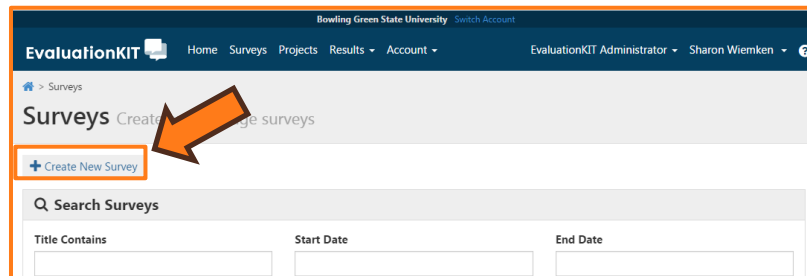 Bowling Green State University Switch Account
EvaluationKIT Home Surveys Projects Results Account EvaluationKIT Administrator Sharon Wiemken ?
> Surveys
Surveys Create ge surveys
+ Create New Survey
Search Surveys
Title Contains Start Date End Date